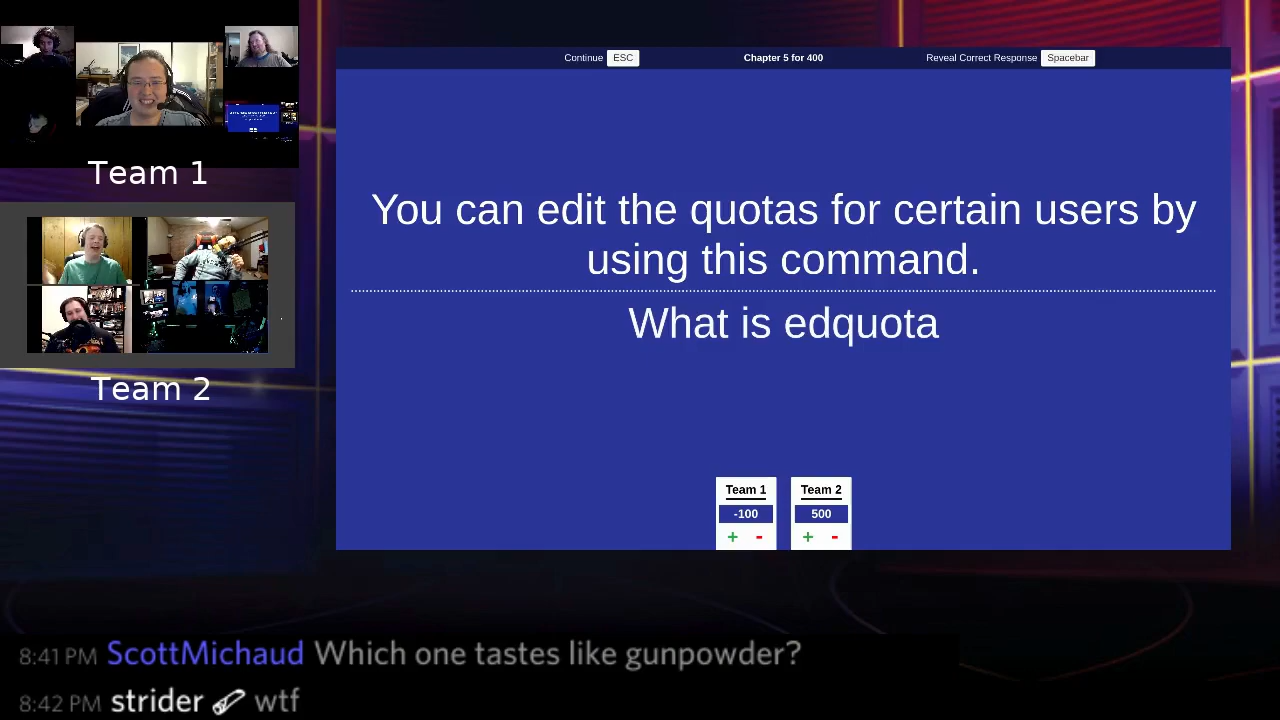 Continue ESC
Chapter 5 for 400
Reveal Correct Response Spacebar
You can edit the quotas for certain users by
using this command.
What is edquota
Team 1
Team 2
-100
500
+ -
+ -
Team 1
Team 2
8:41 PM ScottMichaud Which one tastes like gunpowder?
8:42 PM strider wtf